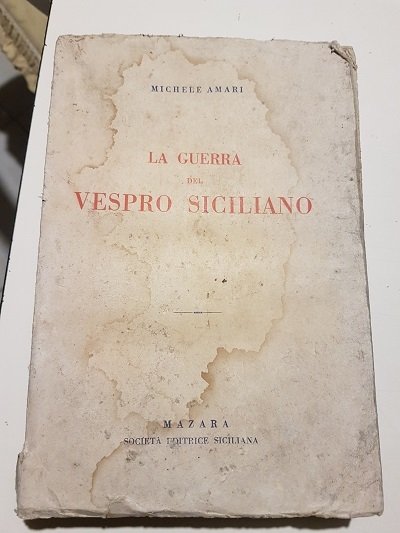 MICHELE AMARI
LA GUERRA
DEL
VESPRO SICILIANO
MAZARA
SOCIETÀ EDITRICE SICILIANA